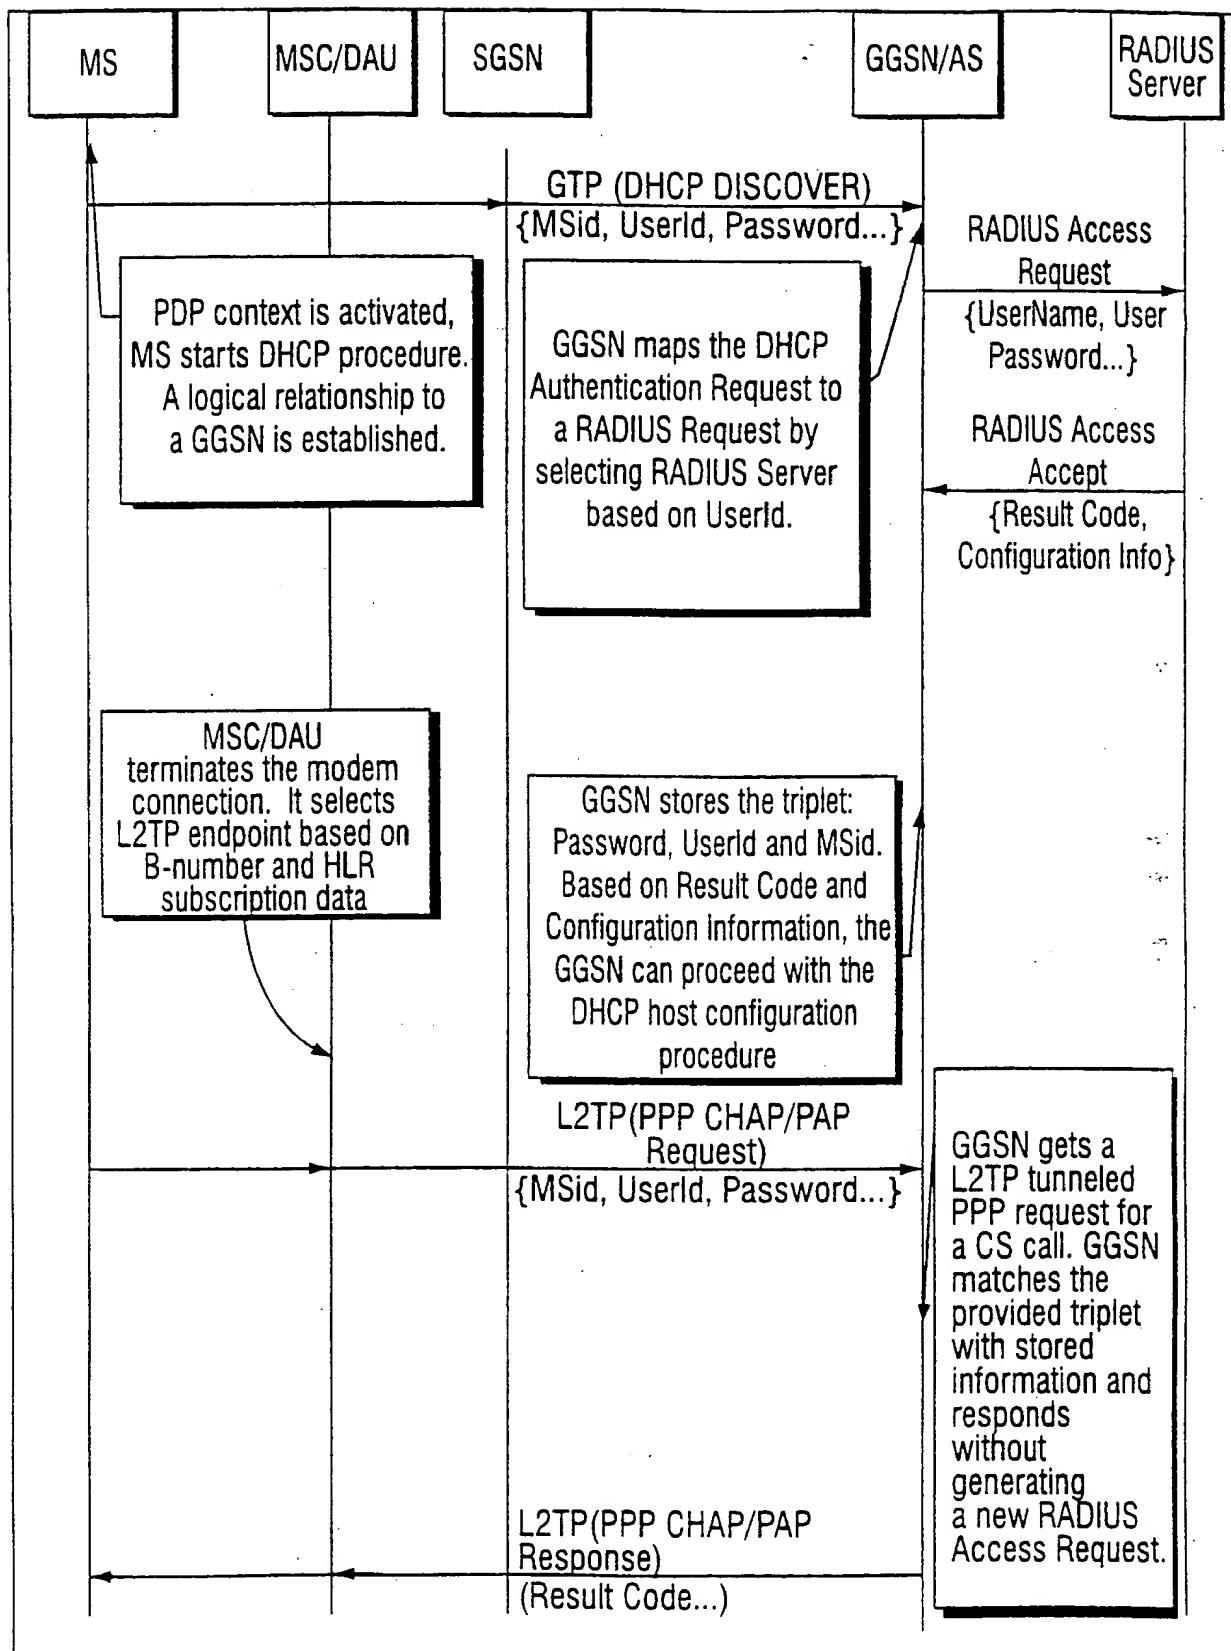 MS
MSC/DAU
SGSN
GGSN/AS
RADIUS
Server
GTP (DHCP DISCOVER)
{MSid, UserId, Password...}
RADIUS Access
Request
{UserName, User
Password...}
PDP context is activated,
MS starts DHCP procedure.
A logical relationship to
a GGSN is established.
GGSN maps the DHCP
Authentication Request to
a RADIUS Request by
selecting RADIUS Server
based on UserId.
RADIUS Access
Accept
{Result Code,
Configuration Info}
MSC/DAU
terminates the modem
connection. It selects
L2TP endpoint based on
B-number and HLR
subscription data
GGSN stores the triplet:
Password, UserId and MSid.
Based on Result Code and
Configuration Information, the
GGSN can proceed with the
DHCP host configuration
procedure
L2TP(PPP CHAP/PAP
Request)
{MSid, UserId, Password...}
GGSN gets a
L2TP tunneled
PPP request for
a CS call. GGSN
matches the
provided triplet
with stored
information and
responds
without
generating
a new RADIUS
Access Request.
L2TP(PPP CHAP/PAP
Response)
(Result Code...)